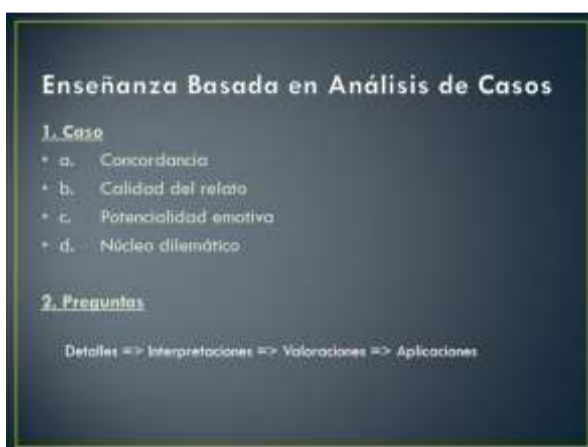 Enseñanza Basada en Análisis de Casos
1. Caso
• a. Concordancia
• b. Calidad del relato
• c. Potencialidad emotiva
• d. Núcleo dilemático
2. Preguntas
Detalles => Interpretaciones => Valoraciones => Aplicaciones